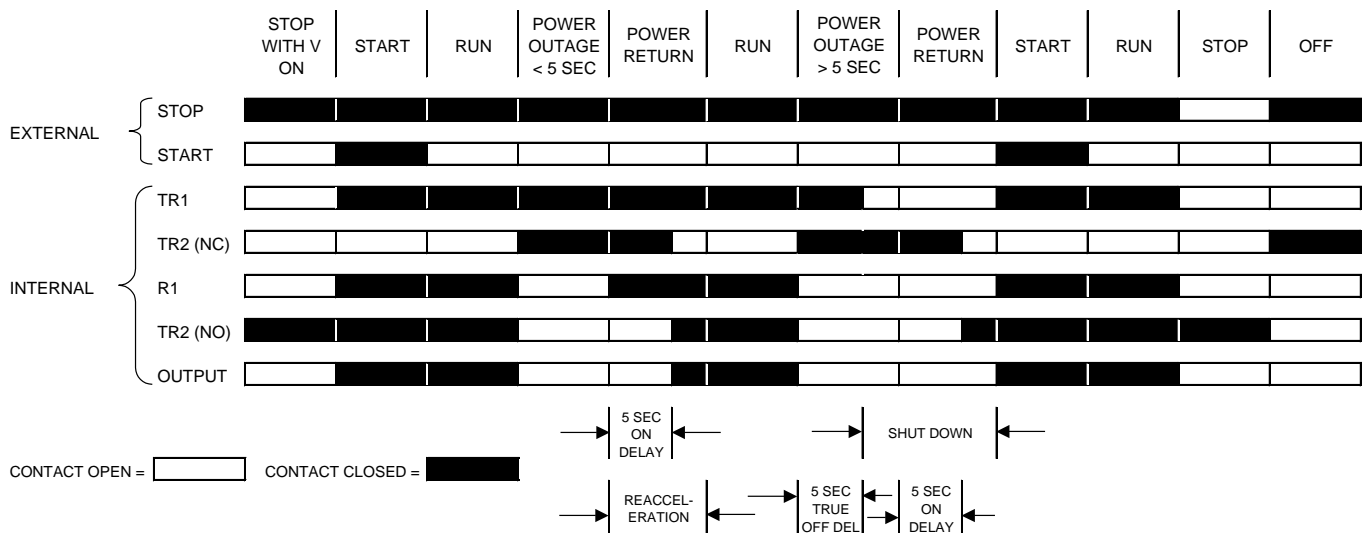 STOP
WITH V
ON
START
RUN
POWER
OUTAGE
< 5 SEC
POWER
RETURN
RUN
POWER
OUTAGE
> 5 SEC
POWER
RETURN
START
RUN
STOP
OFF
EXTERNAL
STOP
START
INTERNAL
TR1
TR2 (NC)
R1
TR2 (NO)
OUTPUT
5 SEC
ON
DELAY
SHUT DOWN
CONTACT OPEN =
CONTACT CLOSED =
REACCEL-
ERATION
5 SEC
TRUE
OFF DEL
5 SEC
ON
DELAY